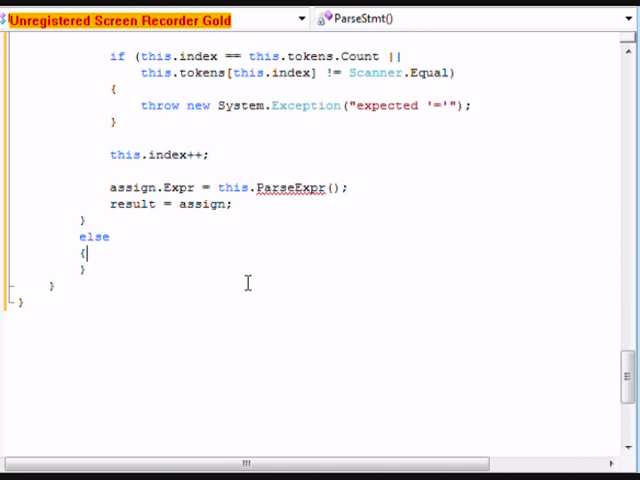 Unregistered Screen Recorder Gold
ParseStmt()
if (this.index == this.tokens.Count ||
this.tokens[this.index] != Scanner.Equal)
{
throw new System.Exception("expected '='");
}
this.index++;
assign.Expr = this.ParseExpr();
result = assign;
}
else
{
}
}
}